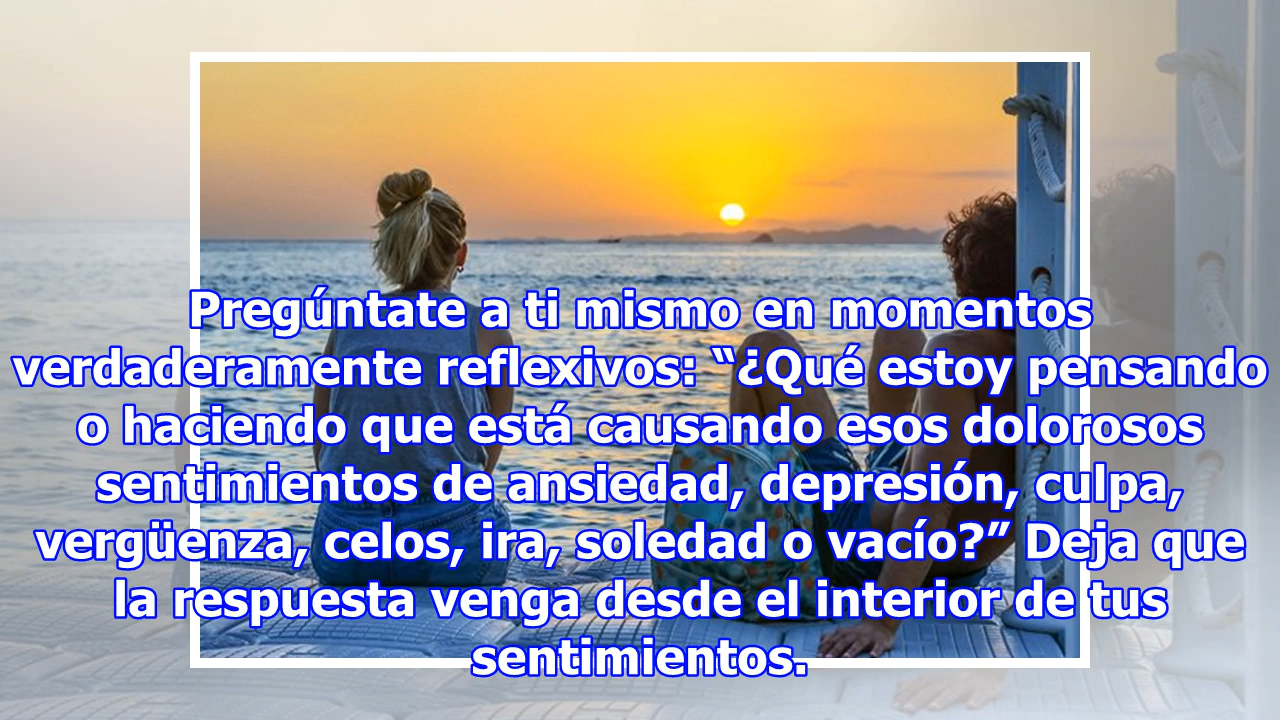 Pregúntate a ti mismo en momentos
verdaderamente reflexivos: “¿Qué estoy pensando
o haciendo que está causando esos dolorosos
sentimientos de ansiedad, depresión, culpa,
vergüenza, celos, ira, soledad o vacío?” Deja que
la respuesta venga desde el interior de tus
sentimientos.